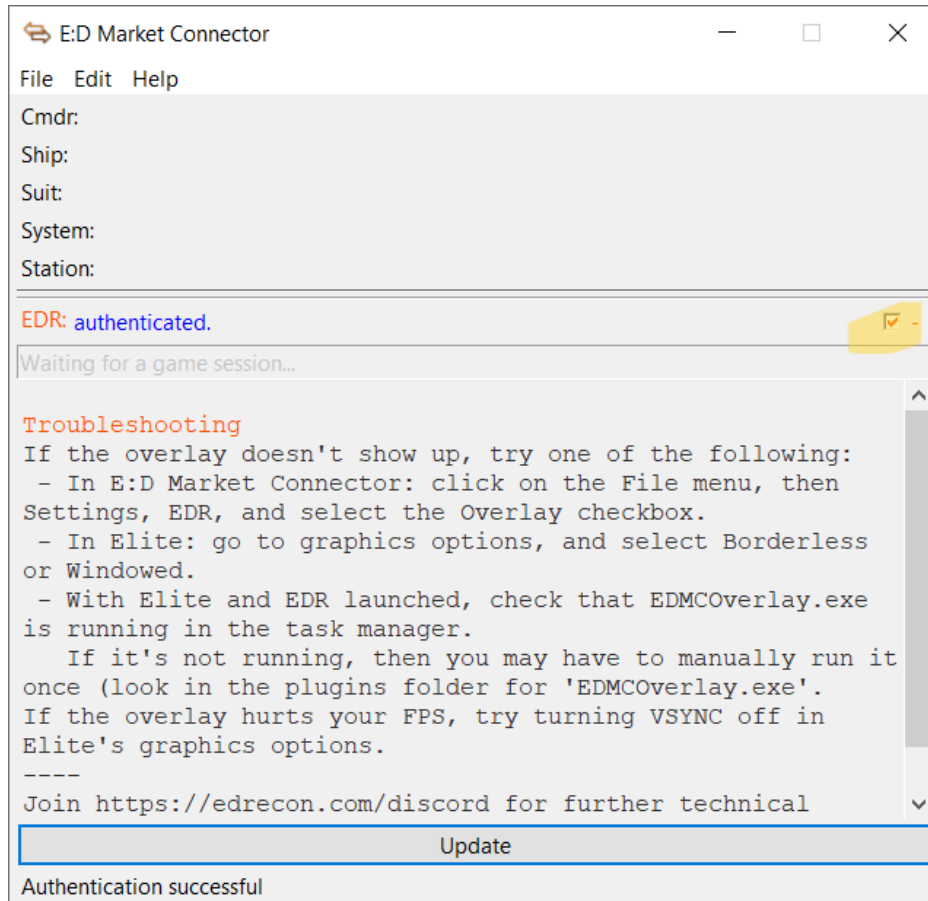 E:D Market Connector
File Edit Help
Cmdr:
Ship:
Suit:
System:
Station:
EDR: authenticated.
Waiting for a game session...
Troubleshooting
If the overlay doesn't show up, try one of the following:
 - In E:D Market Connector: click on the File menu, then
Settings, EDR, and select the Overlay checkbox.
 - In Elite: go to graphics options, and select Borderless
or Windowed.
 - With Elite and EDR launched, check that EDMCOverlay.exe
is running in the task manager.
   If it's not running, then you may have to manually run it
once (look in the plugins folder for 'EDMCOverlay.exe'.
If the overlay hurts your FPS, try turning VSYNC off in
Elite's graphics options.
----
Join https://edrecon.com/discord for further technical
Update
Authentication successful